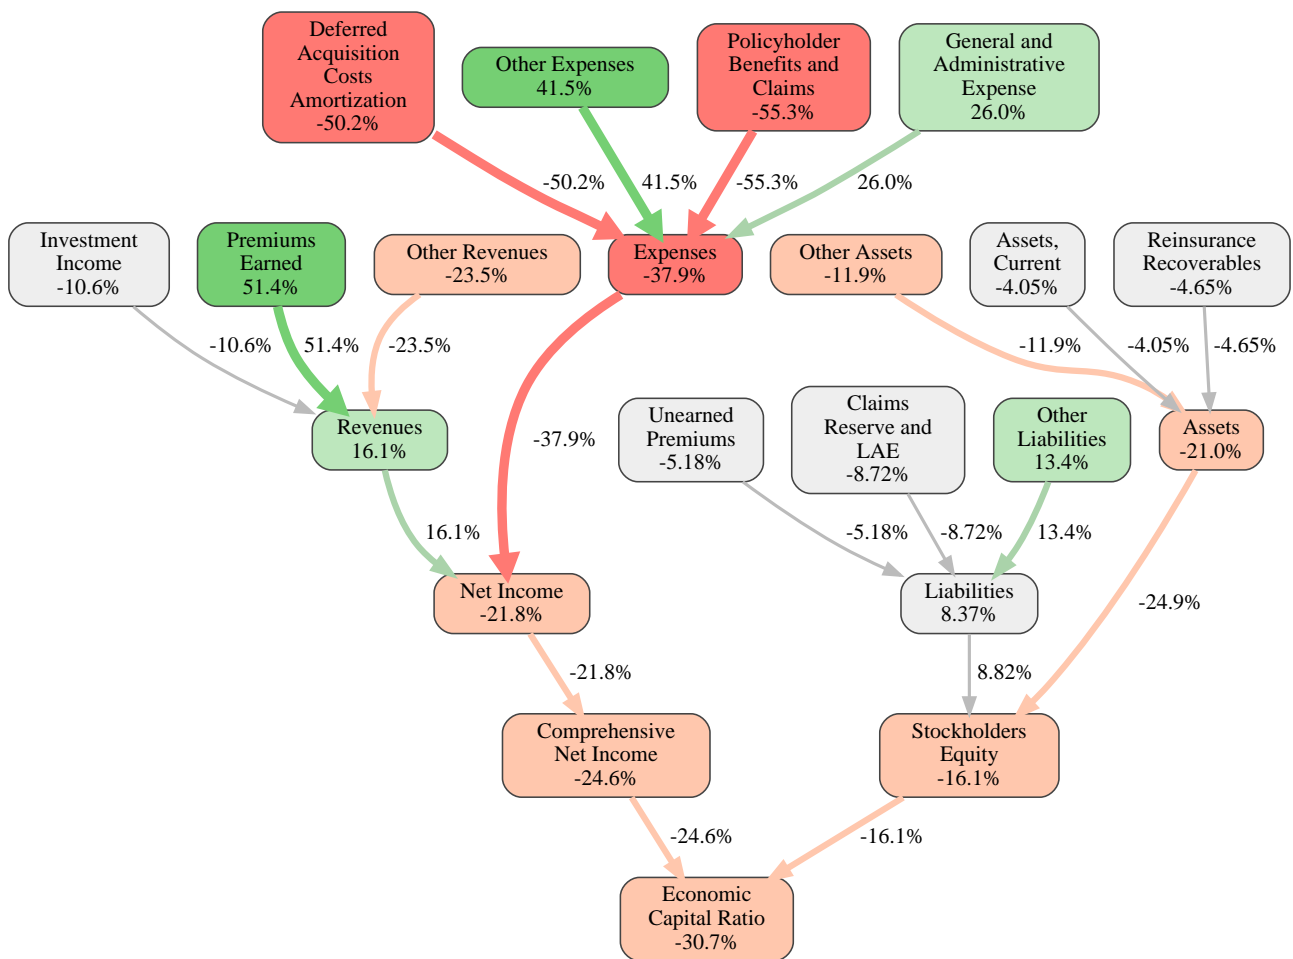 Deferred
Acquisition
Costs
Amortization
-50.2%
Other Expenses
41.5%
Policyholder
Benefits and
Claims
-55.3%
General and
Administrative
Expense
26.0%
-50.2%
41.5%
-55.3%
26.0%
Investment
Income
-10.6%
Premiums
Earned
51.4%
Other Revenues
-23.5%
Expenses
-37.9%
Other Assets
-11.9%
Assets,
Current
-4.05%
Reinsurance
Recoverables
-4.65%
-10.6%
51.4%
-23.5%
-11.9%
-4.05%
-4.65%
Revenues
16.1%
-37.9%
Unearned
Premiums
-5.18%
Claims
Reserve and
LAE
-8.72%
Other
Liabilities
13.4%
Assets
-21.0%
16.1%
-5.18%
-8.72%
13.4%
Net Income
-21.8%
Liabilities
8.37%
-24.9%
-21.8%
8.82%
Comprehensive
Net Income
-24.6%
Stockholders
Equity
-16.1%
-24.6%
-16.1%
Economic
Capital Ratio
-30.7%